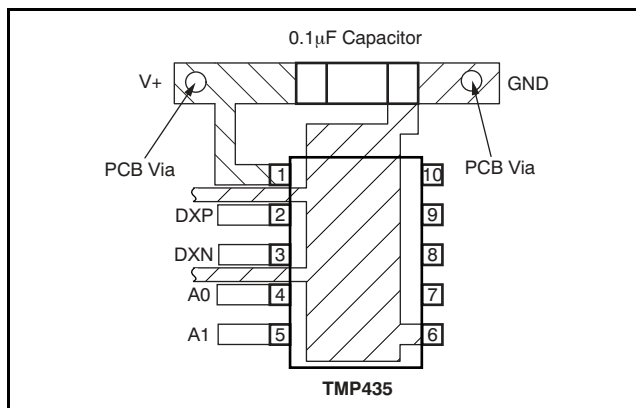 0.1μF Capacitor
V+
GND
PCB Via
PCB Via
1
10
DXP
2
9
DXN
3
8
A0
4
7
A1
5
6
TMP435